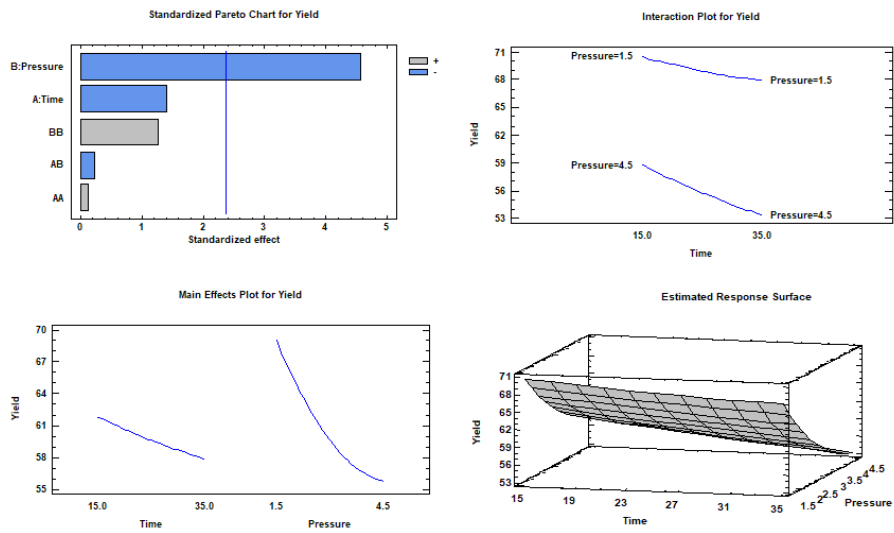 Standardized Pareto Chart for Yield
B:Pressure
A:Time
BB
AB
AA
+
-
0 1 2 3 4 5
Standardized effect
Interaction Plot for Yield
71
68
65
62
59
56
53
Yield
Pressure=1.5
Pressure=1.5
Pressure=4.5
Pressure=4.5
15.0 35.0
Time
Main Effects Plot for Yield
70
67
64
61
58
55
Yield
15.0 35.0 1.5 4.5
Time Pressure
Estimated Response Surface
71
68
65
62
59
56
53
Yield
15 19 23 27 31 35
Time
1.5 2 2.5 3 3.5 4 4.5
Pressure